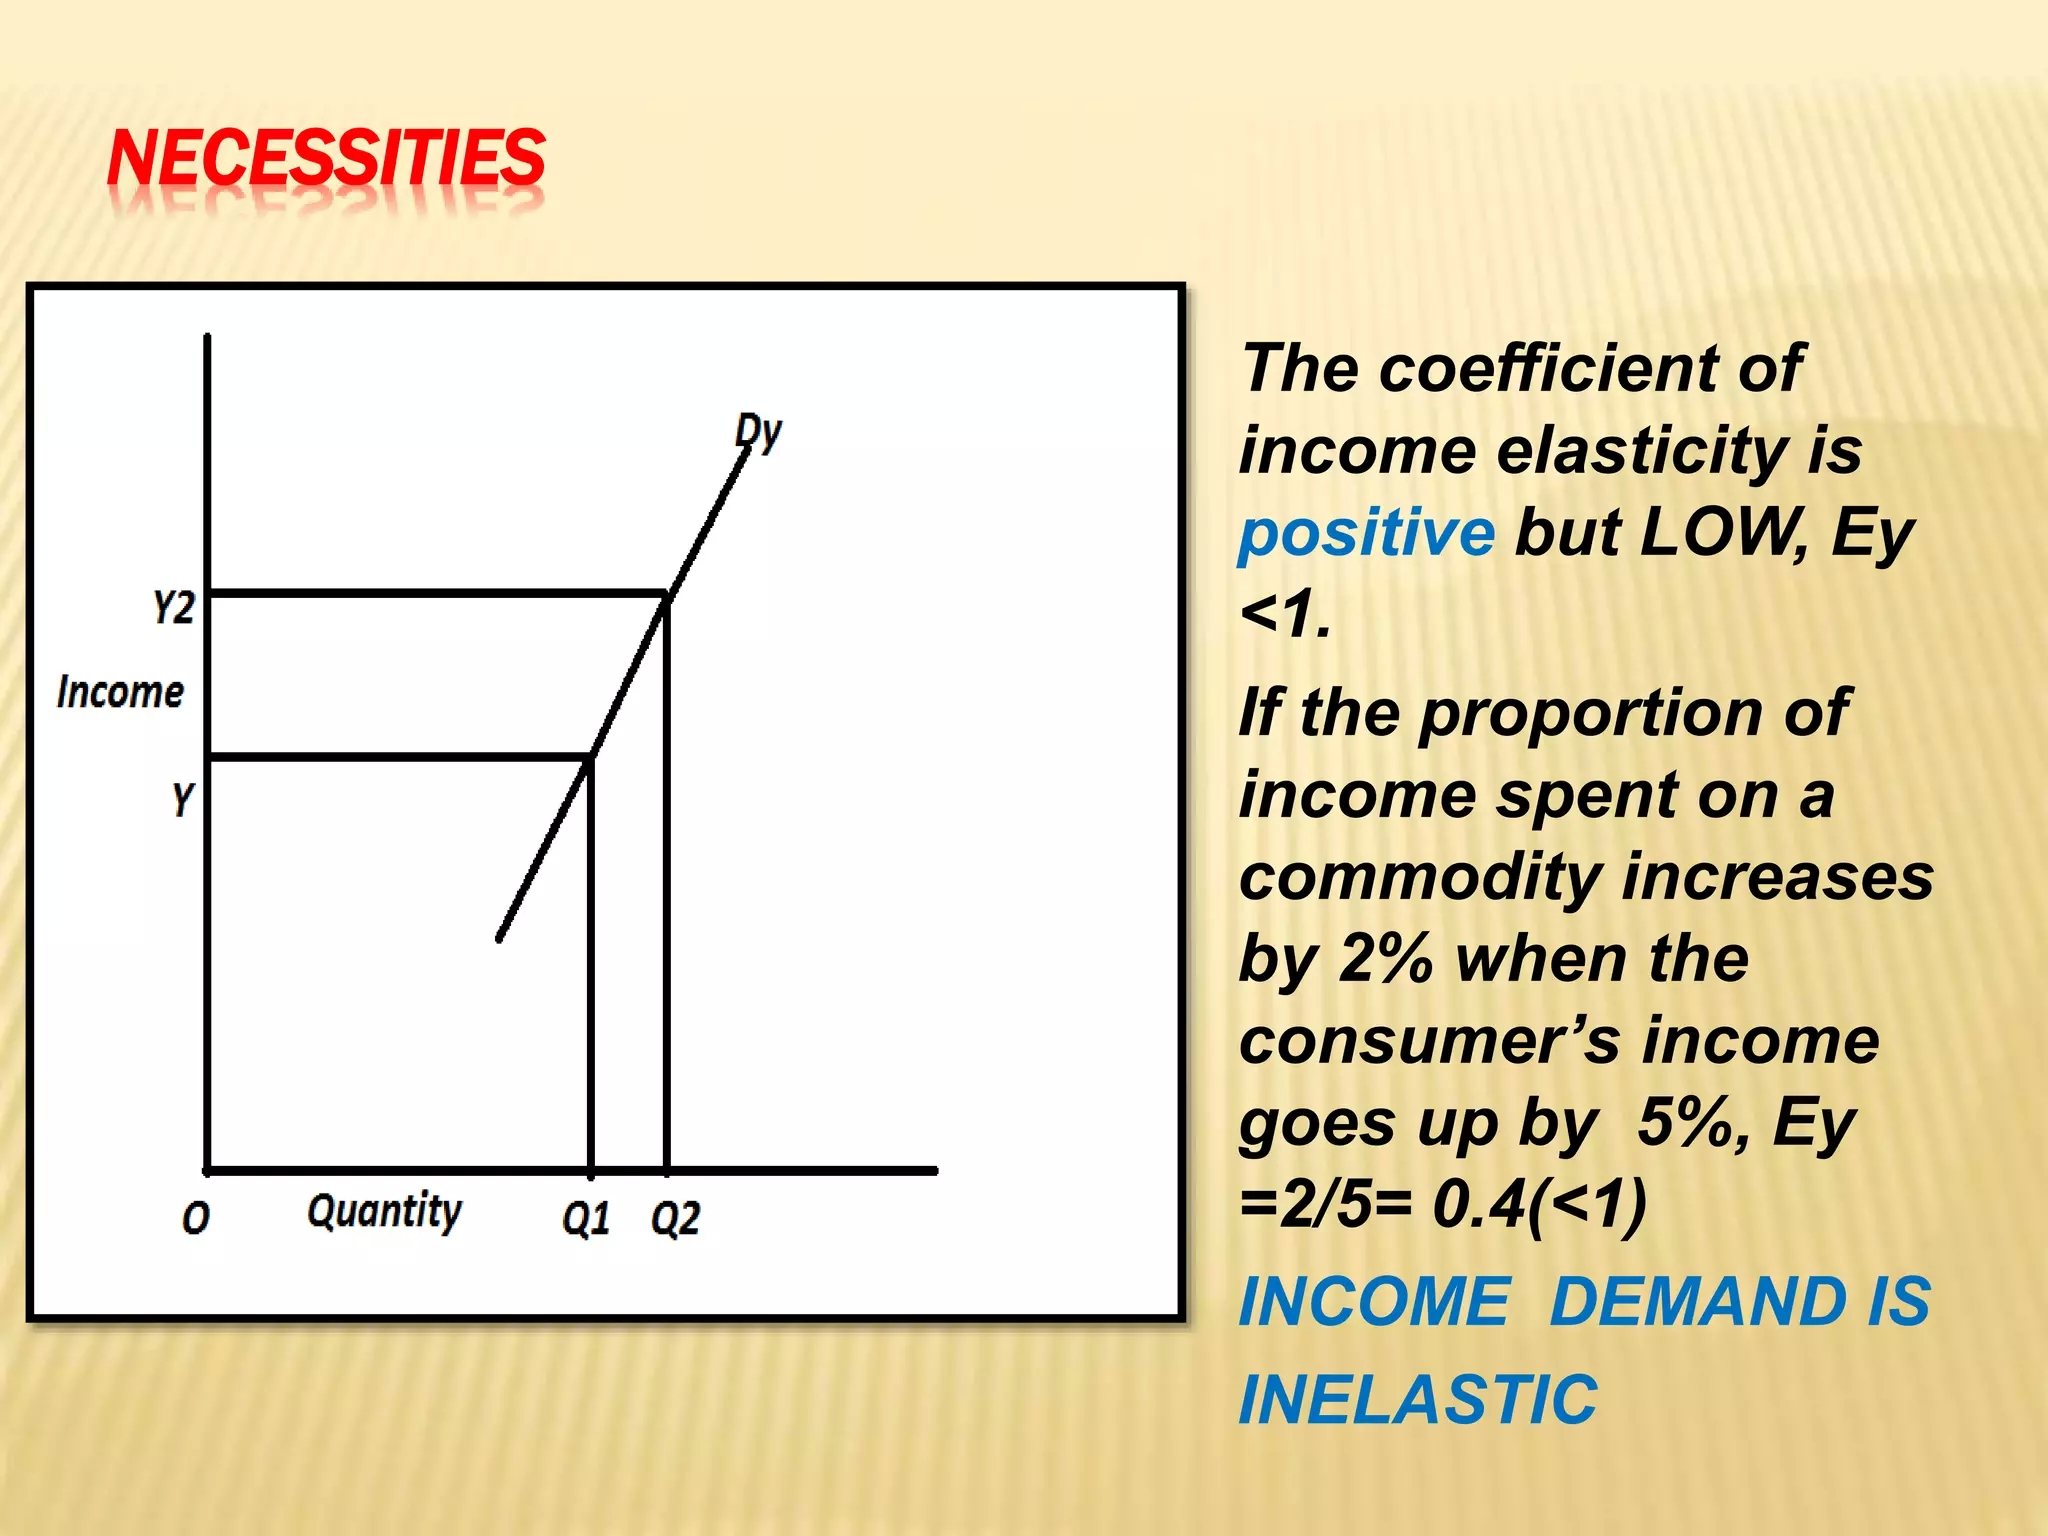 NECESSITIES
Dy
Y2
Income
Y
O
Quantity
Q1
Q2
The coefficient of
income elasticity is
positive but LOW, Ey
<1.
If the proportion of
income spent on a
commodity increases
by 2% when the
consumer’s income
goes up by  5%, Ey
=2/5= 0.4(<1)
INCOME  DEMAND IS
INELASTIC